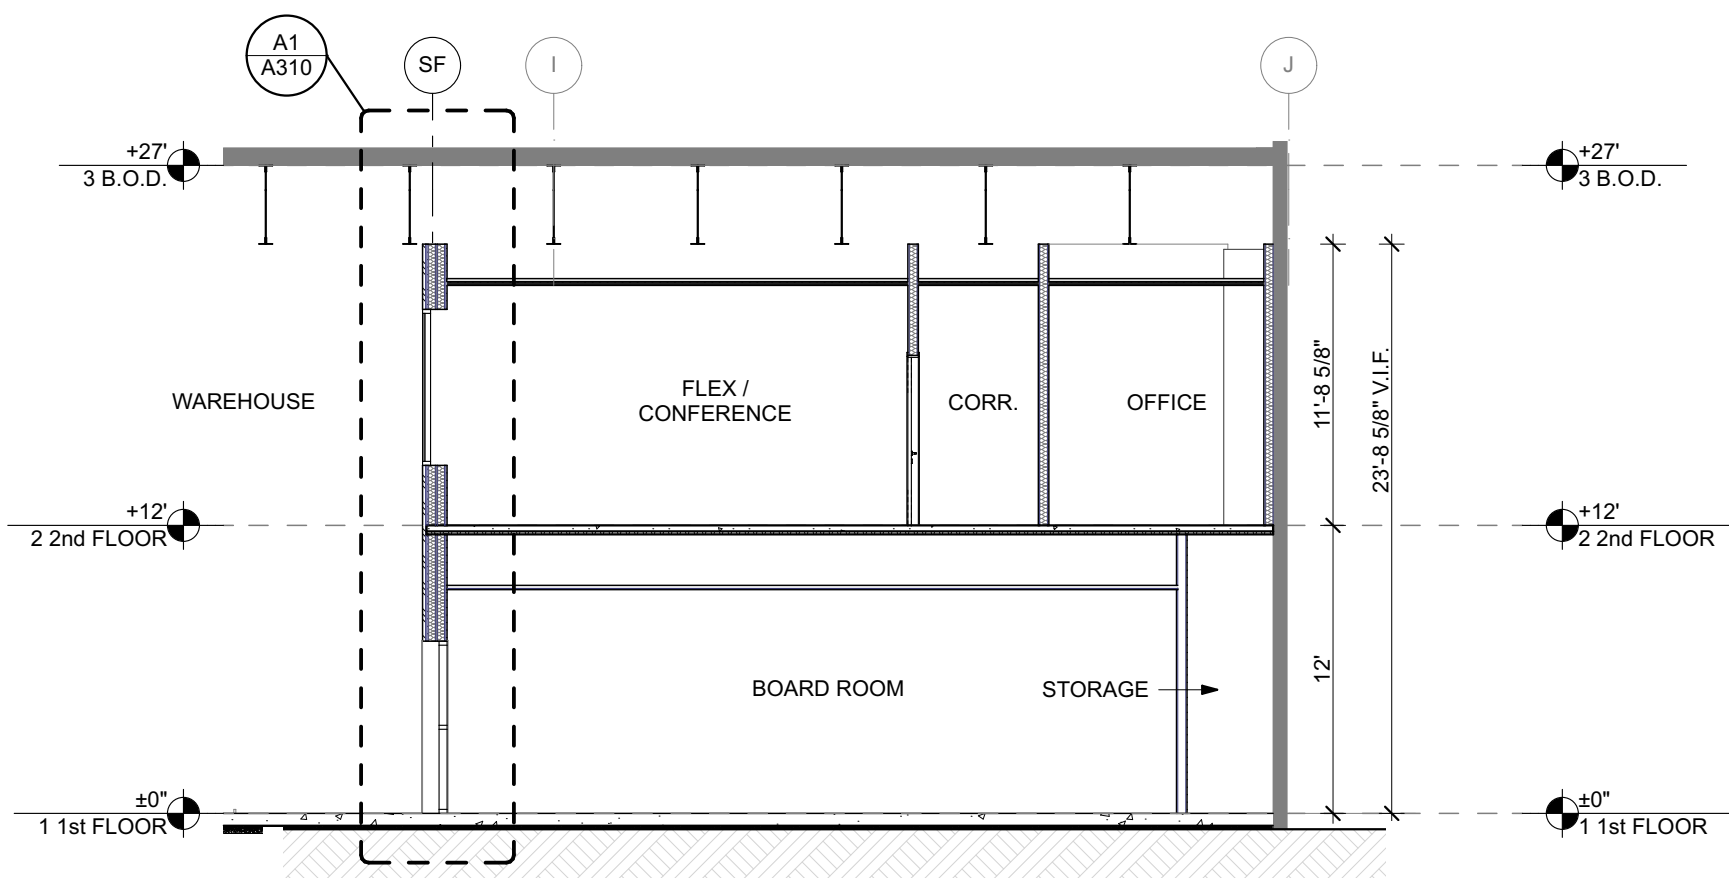 A1
A310
SF
I
J
+27'
3 B.O.D.
+27'
3 B.O.D.
WAREHOUSE
FLEX /
CONFERENCE
CORR.
OFFICE
11'-8 5/8"
23'-8 5/8" V.I.F.
+12'
2 2nd FLOOR
+12'
2 2nd FLOOR
BOARD ROOM
STORAGE
12'
±0"
1 1st FLOOR
±0"
1 1st FLOOR